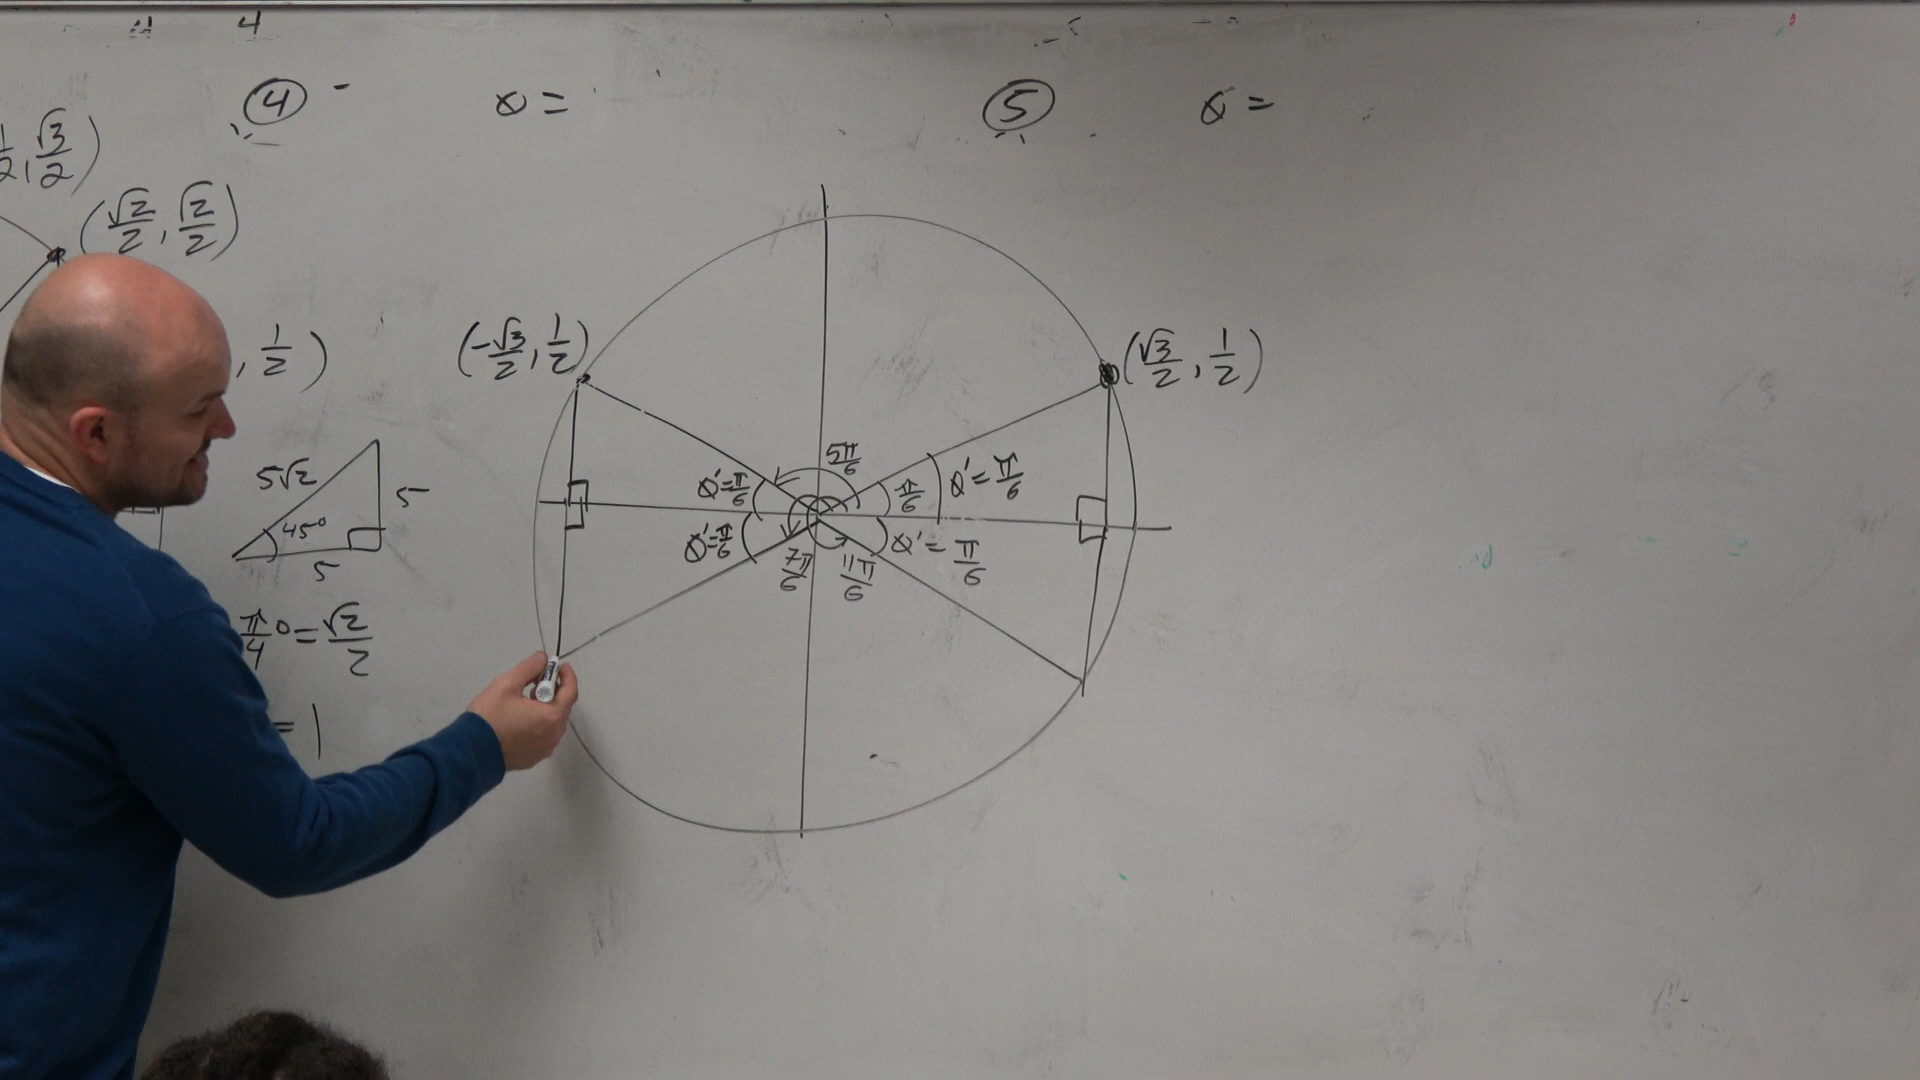 4
④ - θ =
⑤ θ =
1/2, √3/2)
(√2/2, √2/2)
, 1/2)
(-√3/2, 1/2)
(√3/2, 1/2)
5√2
5
45°
5
5π/6
θ'=π/6
π/6
θ'=π/6
θ'=π/6
7π/6
11π/6
θ'=π/6
π/4° = √2/2
= 1